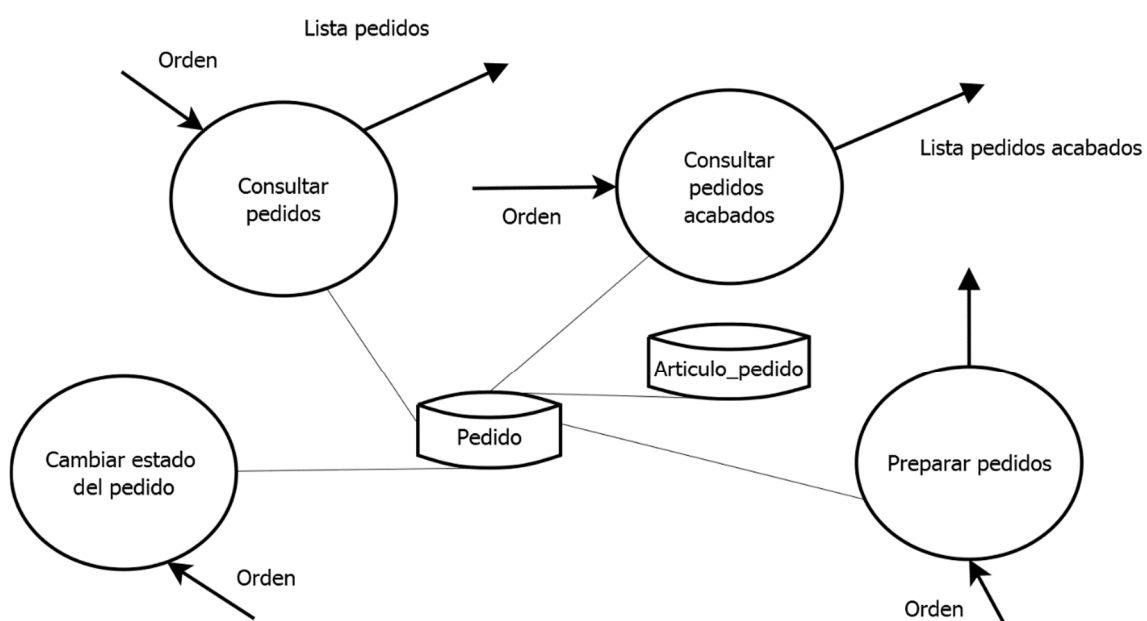 Lista pedidos
Orden
Consultar
pedidos
Consultar
pedidos
acabados
Lista pedidos acabados
Orden
Articulo_pedido
Pedido
Cambiar estado
del pedido
Preparar pedidos
Orden
Orden